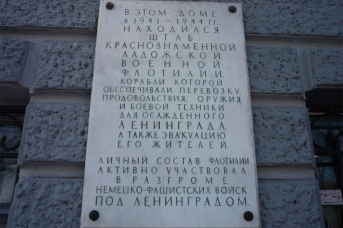 В ЭТОМ ДОМЕ
в 1941-1944 гг.
НАХОДИЛСЯ
ШТАБ
КРАСНОЗНАМЕННОЙ
ЛАДОЖСКОЙ
ВОЕННОЙ
ФЛОТИЛИИ,
КОРАБЛИ КОТОРОЙ
ОБЕСПЕЧИВАЛИ ПЕРЕВОЗКУ
ПРОДОВОЛЬСТВИЯ, ОРУЖИЯ
И БОЕВОЙ ТЕХНИКИ
ДЛЯ ОСАЖДЕННОГО
ЛЕНИНГРАДА,
А ТАКЖЕ ЭВАКУАЦИЮ
ЕГО ЖИТЕЛЕЙ.
ЛИЧНЫЙ СОСТАВ ФЛОТИЛИИ
АКТИВНО УЧАСТВОВАЛ
В РАЗГРОМЕ
НЕМЕЦКО-ФАШИСТСКИХ ВОЙСК
ПОД ЛЕНИНГРАДОМ.